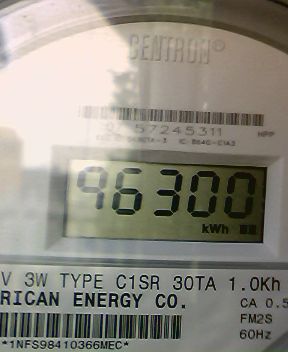 CENTRON®
57245311 HPP
96300
kWh
V 3W TYPE C1SR 30TA 1.0Kh
RICAN ENERGY CO. CA 0.5
FM2S
*1NFS98410366MEC* 60Hz